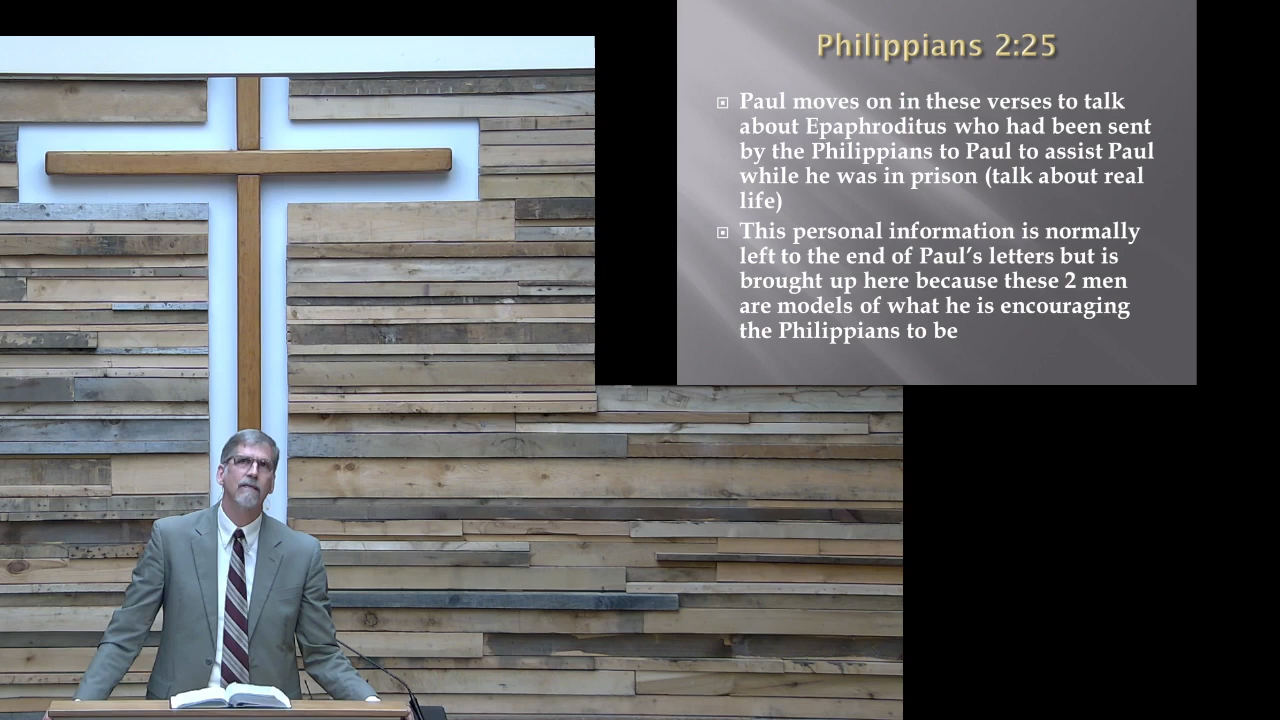 Philippians 2:25
Paul moves on in these verses to talk
about Epaphroditus who had been sent
by the Philippians to Paul to assist Paul
while he was in prison (talk about real
life)
This personal information is normally
left to the end of Paul's letters but is
brought up here because these 2 men
are models of what he is encouraging
the Philippians to be